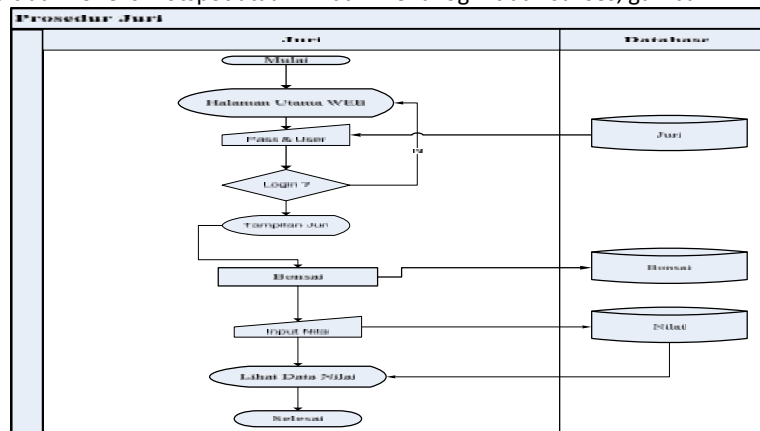 Prosedur Juri
Juri
Database
Mulai
Halaman Utama WEB
Pass & User
Juri
N
Login ?
Tampilan Juri
Bonsai
Bonsai
Input Nilai
Nilai
Lihat Data Nilai
Selesai